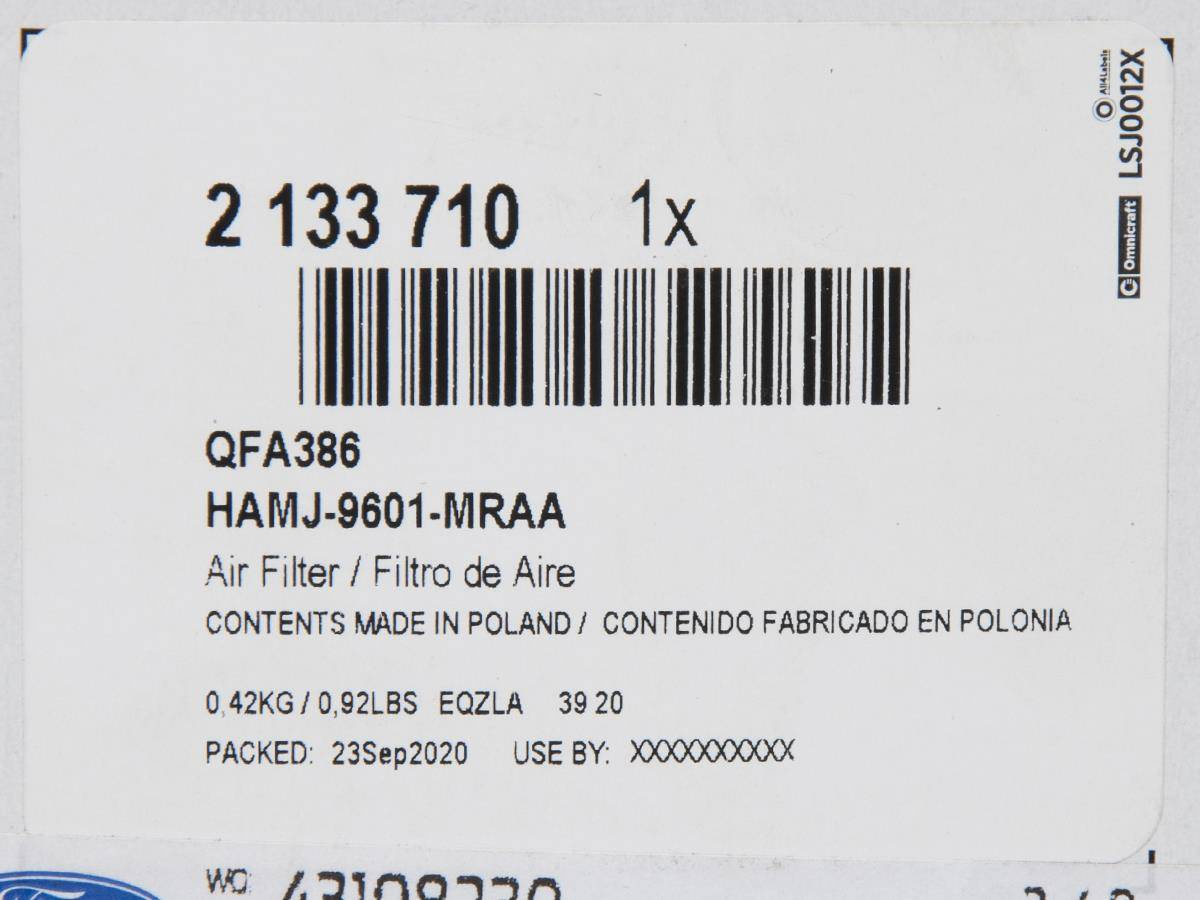 2 133 710 1x
QFA386
HAMJ-9601-MRAA
Air Filter / Filtro de Aire
CONTENTS MADE IN POLAND / CONTENIDO FABRICADO EN POLONIA
0,42KG / 0,92LBS EQZLA 39 20
PACKED: 23Sep2020 USE BY: XXXXXXXXXX
All4Labels
Omnicraft LSJ0012X
WO: